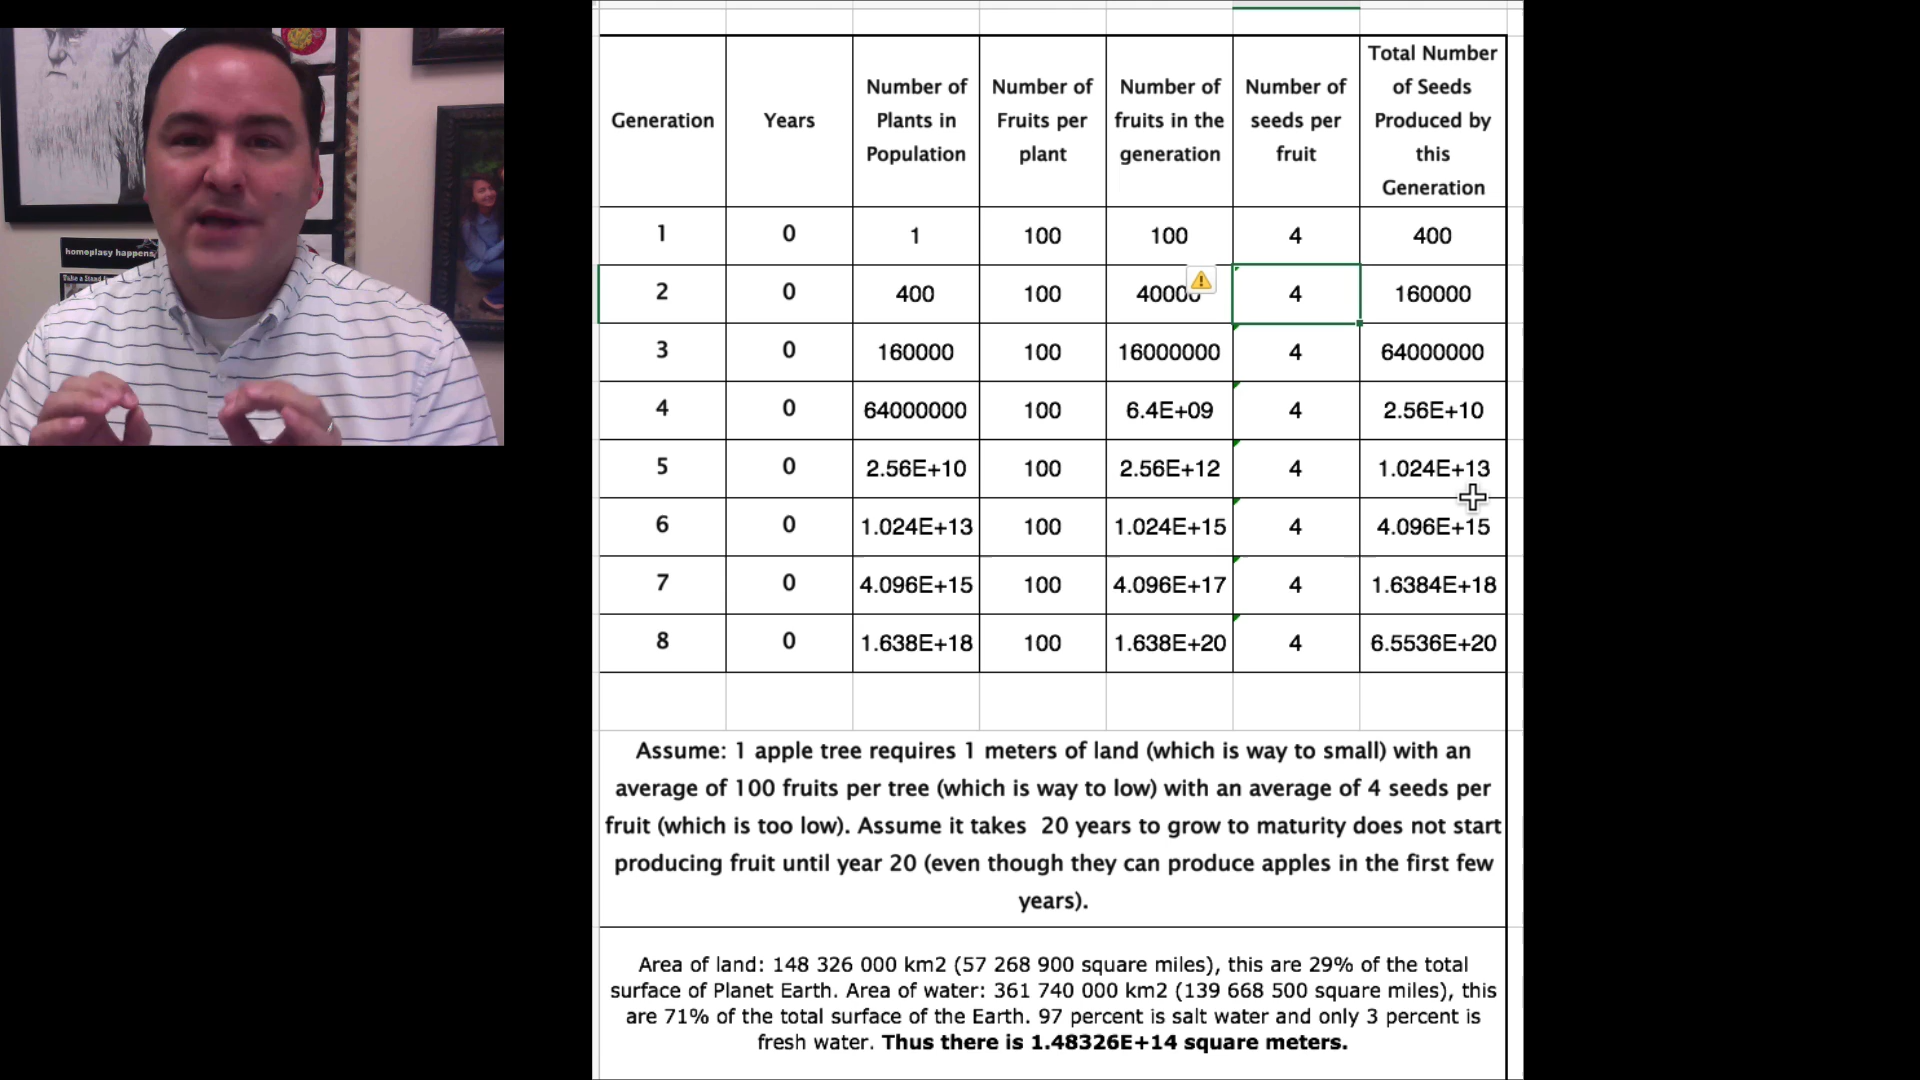 homoplasy happens
Take a Stand
Generation
Years
Number of
Plants in
Population
Number of
Fruits per
plant
Number of
fruits in the
generation
Number of
seeds per
fruit
Total Number
of Seeds
Produced by
this
Generation
1 0 1 100 100 4 400
2 0 400 100 40000 4 160000
3 0 160000 100 16000000 4 64000000
4 0 64000000 100 6.4E+09 4 2.56E+10
5 0 2.56E+10 100 2.56E+12 4 1.024E+13
6 0 1.024E+13 100 1.024E+15 4 4.096E+15
7 0 4.096E+15 100 4.096E+17 4 1.6384E+18
8 0 1.638E+18 100 1.638E+20 4 6.5536E+20
Assume: 1 apple tree requires 1 meters of land (which is way to small) with an
average of 100 fruits per tree (which is way to low) with an average of 4 seeds per
fruit (which is too low). Assume it takes  20 years to grow to maturity does not start
producing fruit until year 20 (even though they can produce apples in the first few
years).
Area of land: 148 326 000 km2 (57 268 900 square miles), this are 29% of the total
surface of Planet Earth. Area of water: 361 740 000 km2 (139 668 500 square miles), this
are 71% of the total surface of the Earth. 97 percent is salt water and only 3 percent is
fresh water. Thus there is 1.48326E+14 square meters.